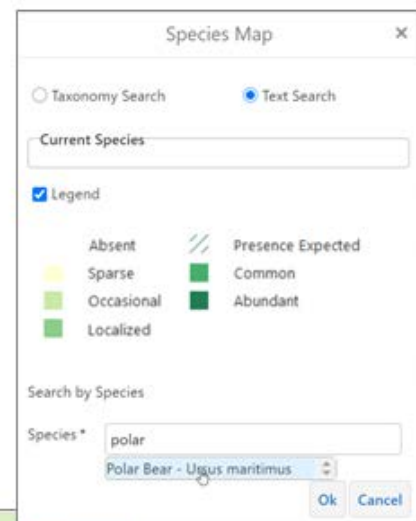 Species Map ×
Taxonomy Search Text Search
Current Species
Legend
Absent Presence Expected
Sparse Common
Occasional Abundant
Localized
Search by Species
Species * polar
Polar Bear - Ursus maritimus
Ok Cancel